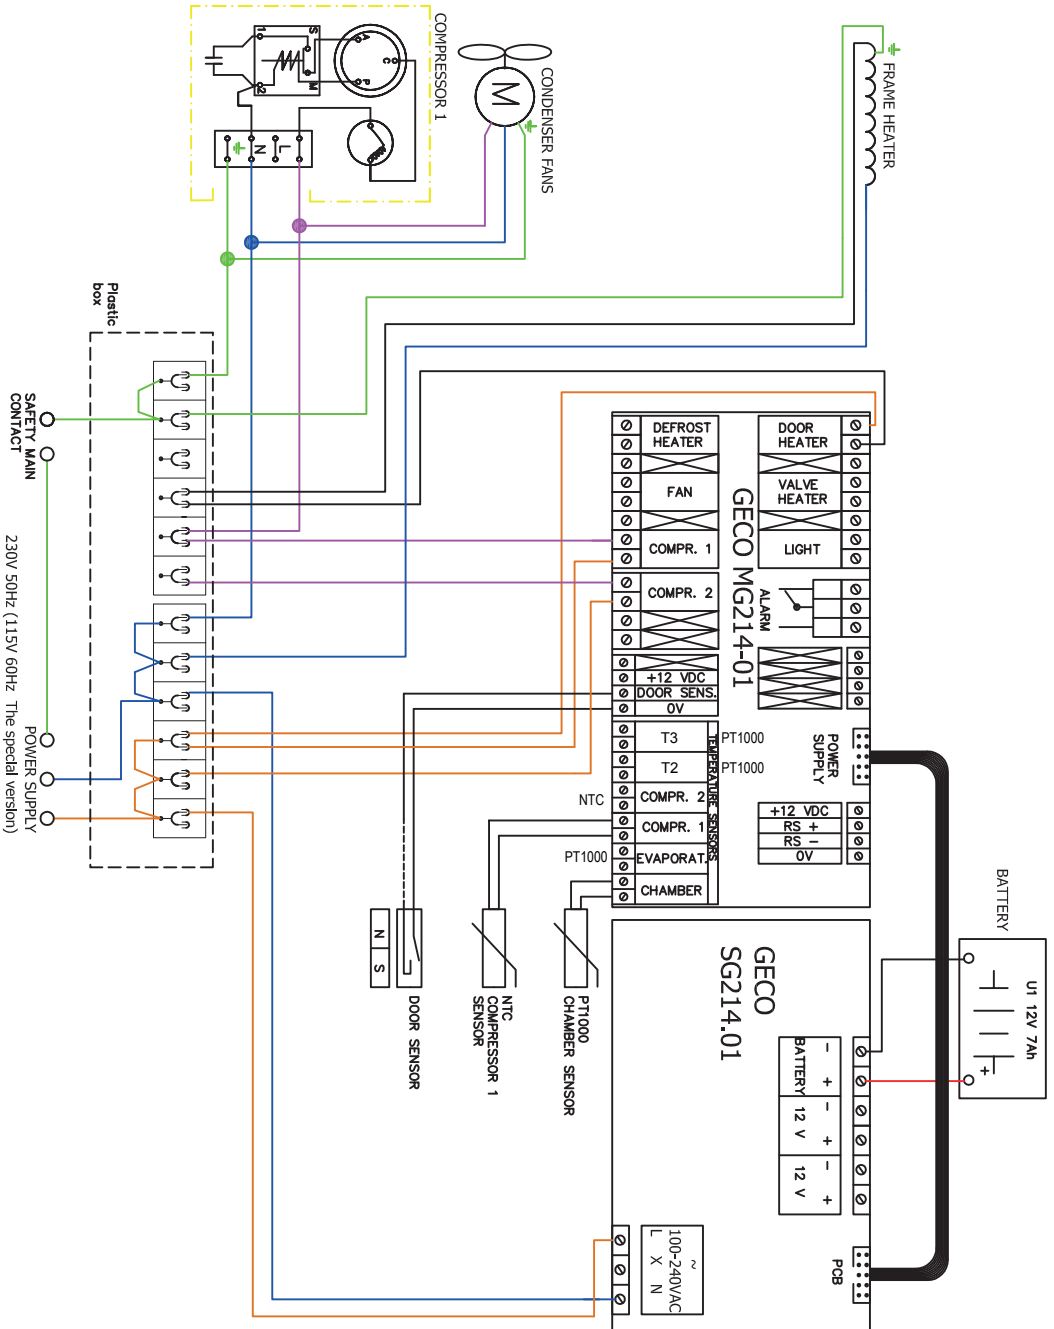 COMPRESSOR 1
1
2
S
M
A
C
P
N
L
CONDENSER FANS
M
FRAME HEATER
Plastic
box
SAFETY MAIN
CONTACT
230V 50Hz (115V 60Hz The special version)
POWER SUPPLY
GECO MG214-01
DEFROST
HEATER
FAN
COMPR. 1
COMPR. 2
+12 VDC
DOOR SENS.
0V
DOOR
HEATER
VALVE
HEATER
LIGHT
ALARM
POWER
SUPPLY
TEMPERATURE SENSORS
T3
PT1000
T2
PT1000
NTC
COMPR. 2
COMPR. 1
PT1000
EVAPORAT.
CHAMBER
+12 VDC
RS +
RS −
0V
BATTERY
U1 12V 7Ah
+
GECO
SG214.01
BATTERY
− +
12 V
− +
12 V
− +
PCB
~
100-240VAC
L X N
N S
DOOR SENSOR
NTC
COMPRESSOR 1
SENSOR
PT1000
CHAMBER SENSOR